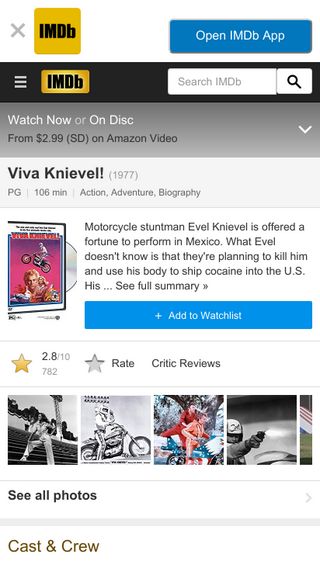 IMDb
Open IMDb App
IMDb
Search IMDb
Watch Now or On Disc
From $2.99 (SD) on Amazon Video
Viva Knievel! (1977)
PG | 106 min | Action, Adventure, Biography
VIVA KNIEVEL!
Motorcycle stuntman Evel Knievel is offered a
fortune to perform in Mexico. What Evel
doesn't know is that they're planning to kill him
and use his body to ship cocaine into the U.S.
His ... See full summary »
+ Add to Watchlist
2.8/10
782
Rate
Critic Reviews
See all photos
Cast & Crew